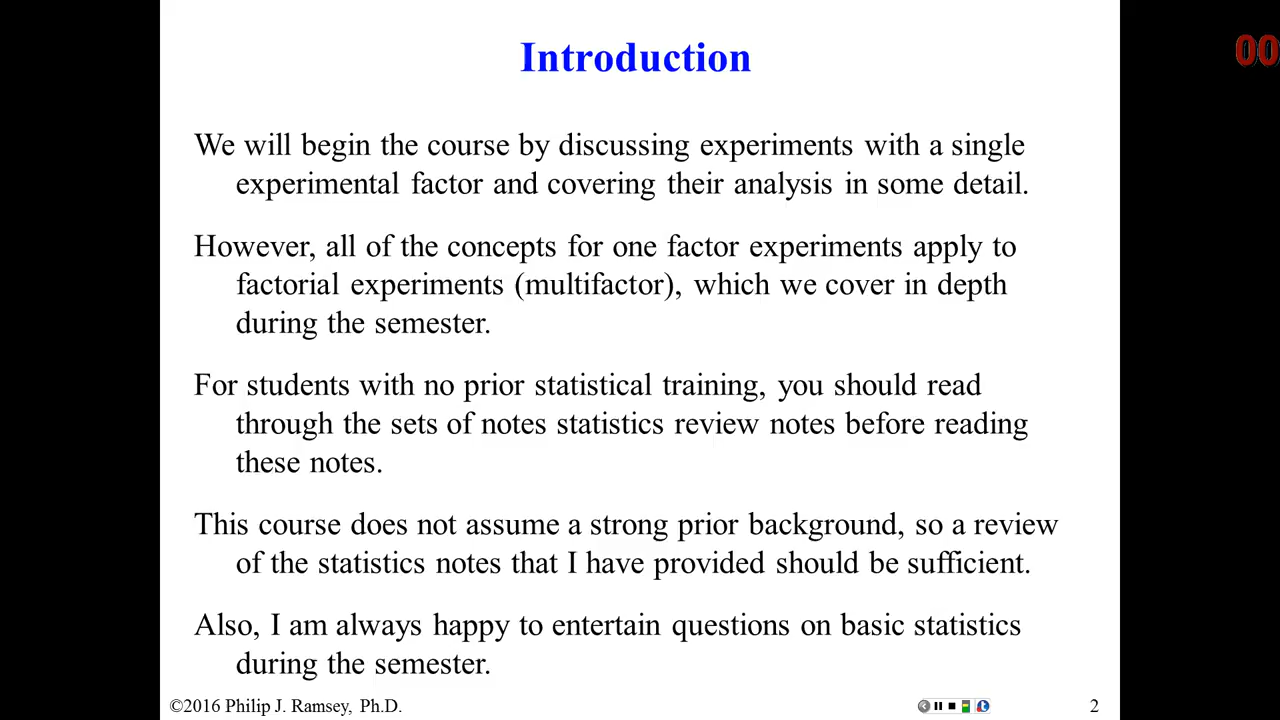 Introduction
00
We will begin the course by discussing experiments with a single
experimental factor and covering their analysis in some detail.
However, all of the concepts for one factor experiments apply to
factorial experiments (multifactor), which we cover in depth
during the semester.
For students with no prior statistical training, you should read
through the sets of notes statistics review notes before reading
these notes.
This course does not assume a strong prior background, so a review
of the statistics notes that I have provided should be sufficient.
Also, I am always happy to entertain questions on basic statistics
during the semester.
©2016 Philip J. Ramsey, Ph.D.
2